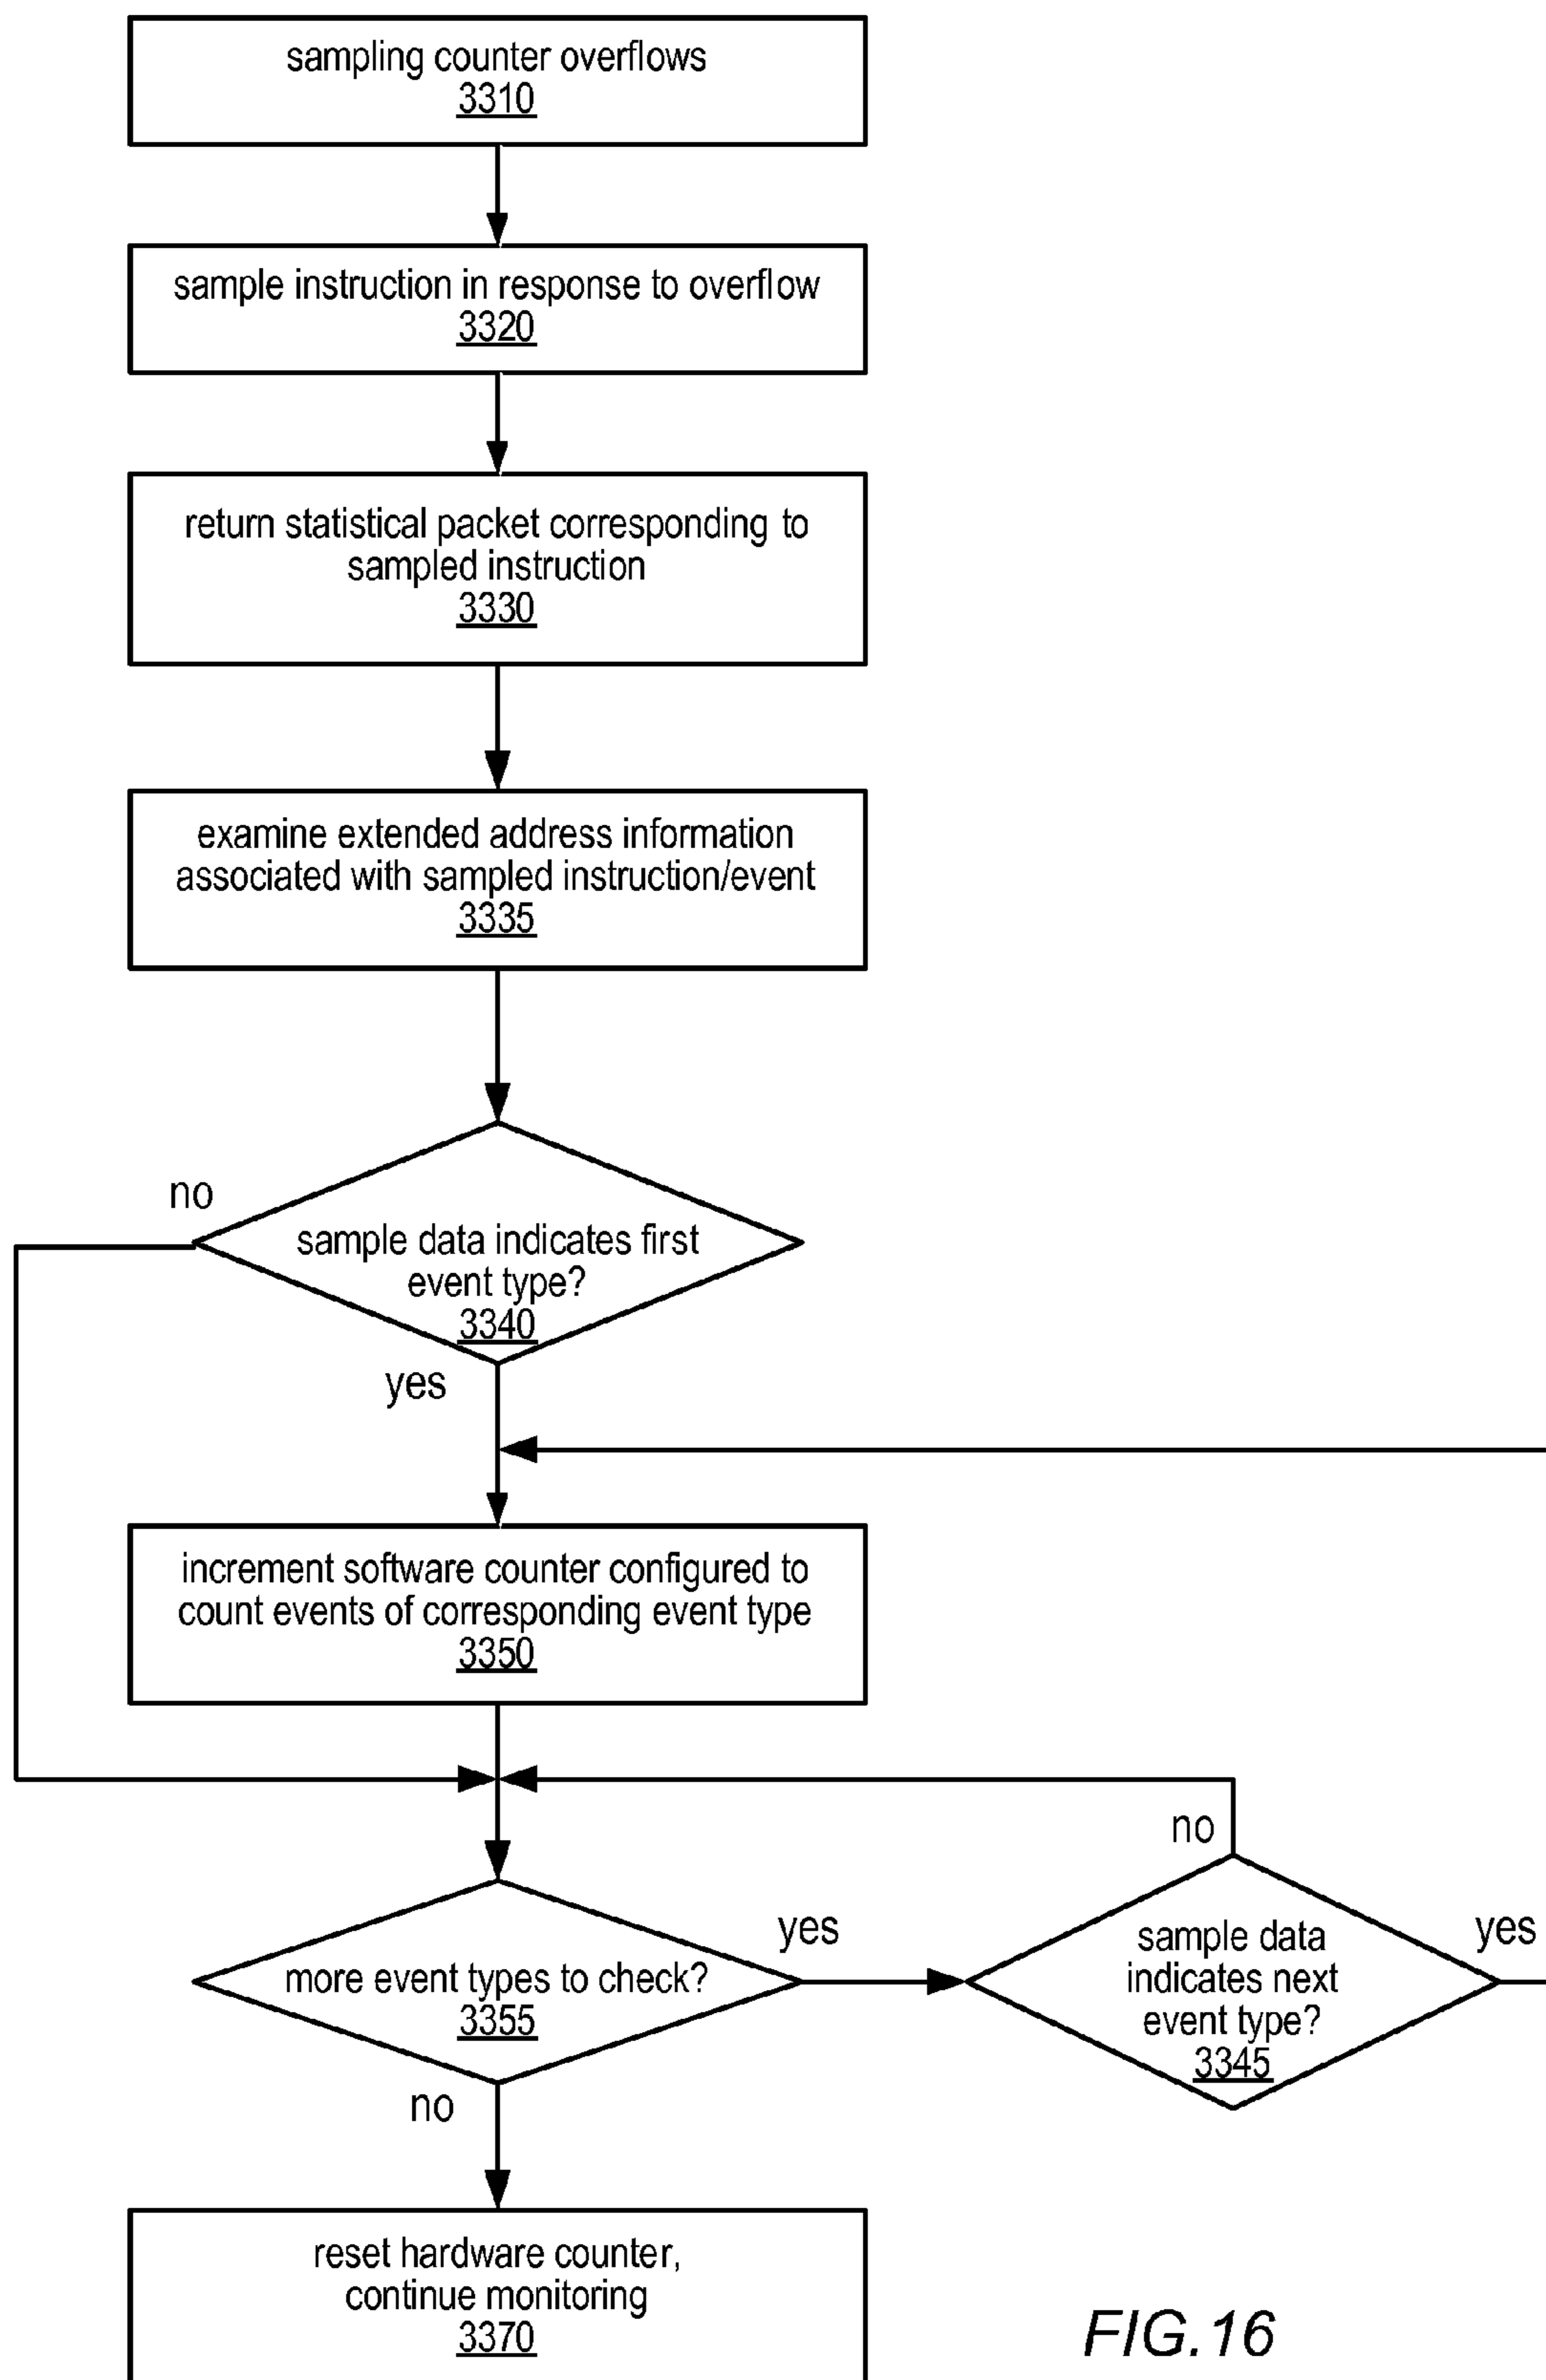 sampling counter overflows
3310
sample instruction in response to overflow
3320
return statistical packet corresponding to
sampled instruction
3330
examine extended address information
associated with sampled instruction/event
3335
no
sample data indicates first
event type?
3340
yes
increment software counter configured to
count events of corresponding event type
3350
no
yes
yes
sample data
indicates next
event type?
3345
more event types to check?
3355
no
reset hardware counter,
continue monitoring
3370
FIG.16